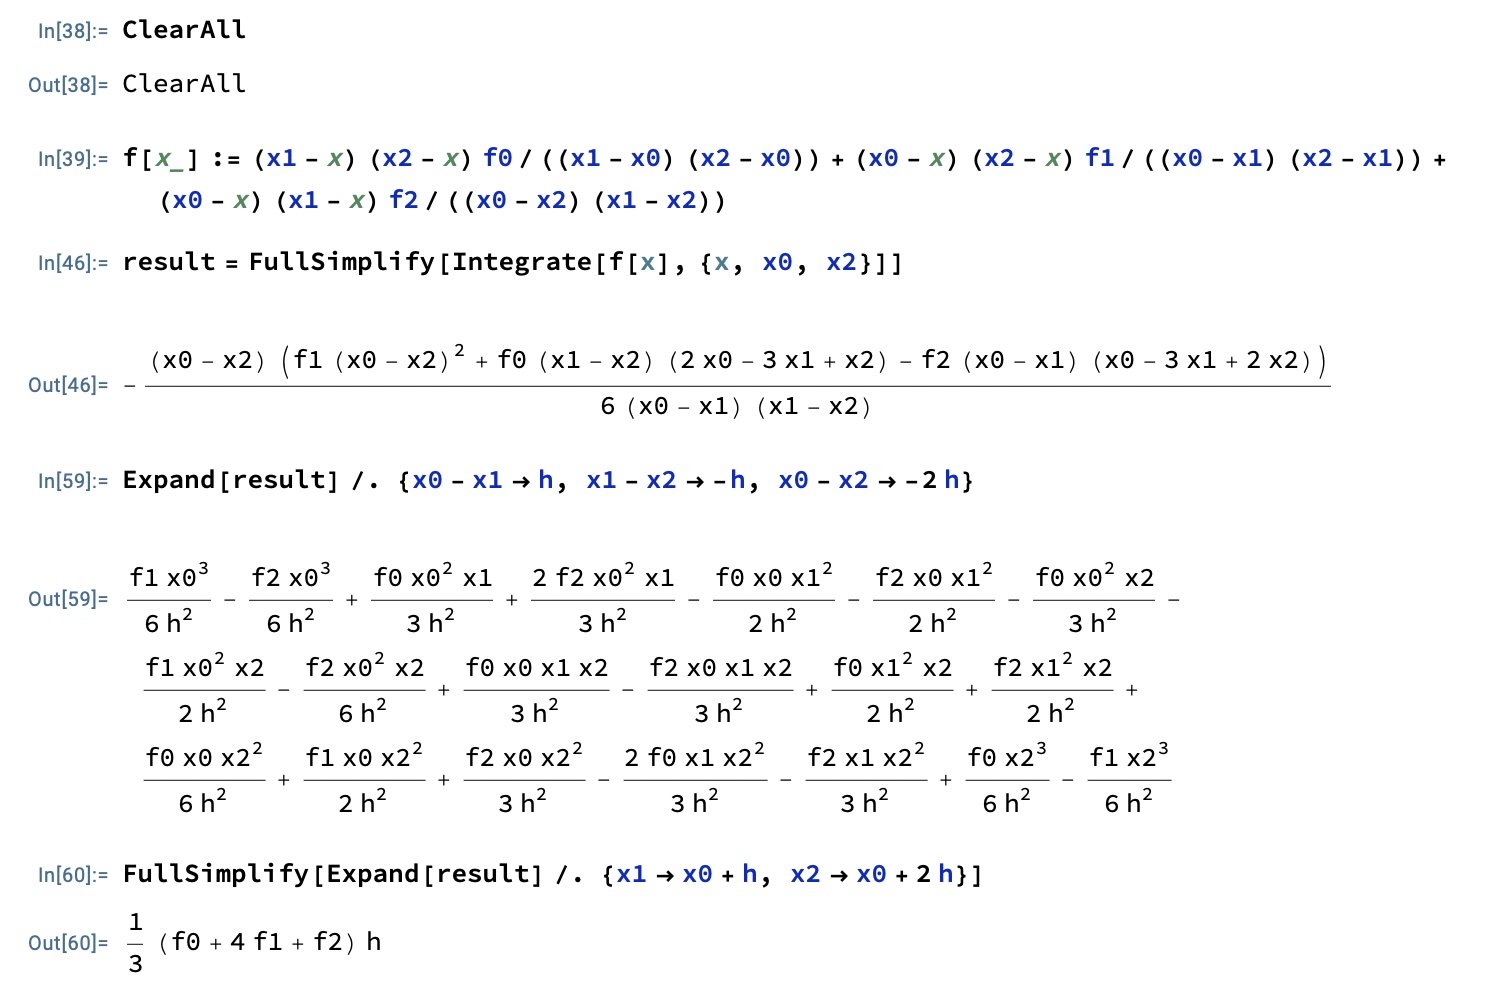 In[38]:= ClearAll
Out[38]= ClearAll
In[39]:= f[x_] := (x1 - x) (x2 - x) f0 / ((x1 - x0) (x2 - x0)) + (x0 - x) (x2 - x) f1 / ((x0 - x1) (x2 - x1)) +
(x0 - x) (x1 - x) f2 / ((x0 - x2) (x1 - x2))
In[46]:= result = FullSimplify[Integrate[f[x], {x, x0, x2}]]
(x0 - x2) (f1 (x0 - x2)² + f0 (x1 - x2) (2 x0 - 3 x1 + x2) - f2 (x0 - x1) (x0 - 3 x1 + 2 x2))
Out[46]= -
6 (x0 - x1) (x1 - x2)
In[59]:= Expand[result] /. {x0 - x1 → h, x1 - x2 → -h, x0 - x2 → -2 h}
f1 x0³ f2 x0³ f0 x0² x1 2 f2 x0² x1 f0 x0 x1² f2 x0 x1² f0 x0² x2
Out[59]= - + + - - - -
6 h² 6 h² 3 h² 3 h² 2 h² 2 h² 3 h²
f1 x0² x2 f2 x0² x2 f0 x0 x1 x2 f2 x0 x1 x2 f0 x1² x2 f2 x1² x2
- + - + + +
2 h² 6 h² 3 h² 3 h² 2 h² 2 h²
f0 x0 x2² f1 x0 x2² f2 x0 x2² 2 f0 x1 x2² f2 x1 x2² f0 x2³ f1 x2³
+ + - - + -
6 h² 2 h² 3 h² 3 h² 3 h² 6 h² 6 h²
In[60]:= FullSimplify[Expand[result] /. {x1 → x0 + h, x2 → x0 + 2 h}]
1
Out[60]= (f0 + 4 f1 + f2) h
3